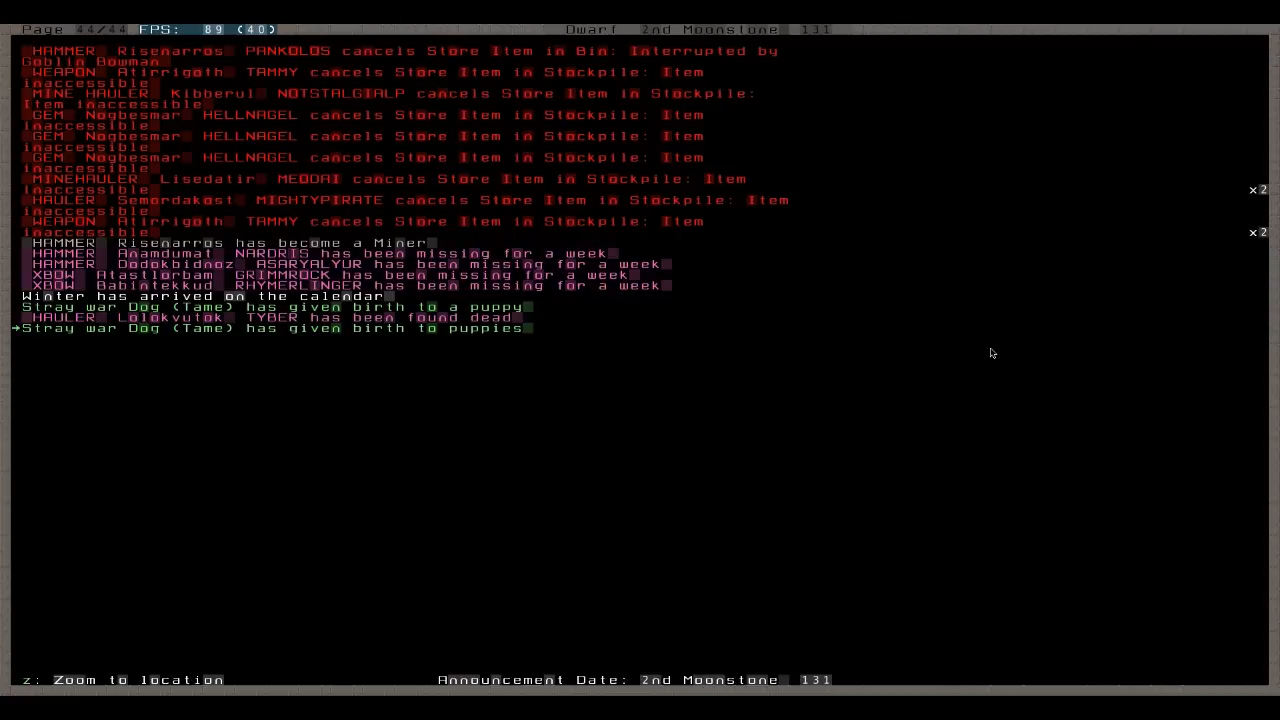 Page 44/44 FPS: 89 (40) Dwarf 2nd Moonstone 131
HAMMER Risenarros PANKOLOS cancels Store Item in Bin: Interrupted by
Goblin Bowman
WEAPON Atirrigoth TAMMY cancels Store Item in Stockpile: Item
inaccessible
MINE HAULER Kibberul NOTSTALGIALP cancels Store Item in Stockpile:
Item inaccessible
GEM Nogbesmar HELLNAGEL cancels Store Item in Stockpile: Item
inaccessible
GEM Nogbesmar HELLNAGEL cancels Store Item in Stockpile: Item
inaccessible
GEM Nogbesmar HELLNAGEL cancels Store Item in Stockpile: Item
inaccessible
MINEHAULER Lisedatir MEODAI cancels Store Item in Stockpile: Item
inaccessible x2
HAULER Semordakost MIGHTYPIRATE cancels Store Item in Stockpile: Item
inaccessible
WEAPON Atirrigoth TAMMY cancels Store Item in Stockpile: Item
inaccessible x2
HAMMER Risenarros has become a Miner
HAMMER Anamdumat NARDRIS has been missing for a week
HAMMER Dodokbidnoz ASARYALYUR has been missing for a week
XBOW Atastlorbam GRIMMROCK has been missing for a week
XBOW Babintekkud RHYMERLINGER has been missing for a week
Winter has arrived on the calendar
Stray war Dog (Tame) has given birth to a puppy
HAULER Lolokvutok TYBER has been found dead
→Stray war Dog (Tame) has given birth to puppies
z: Zoom to location Announcement Date: 2nd Moonstone 131